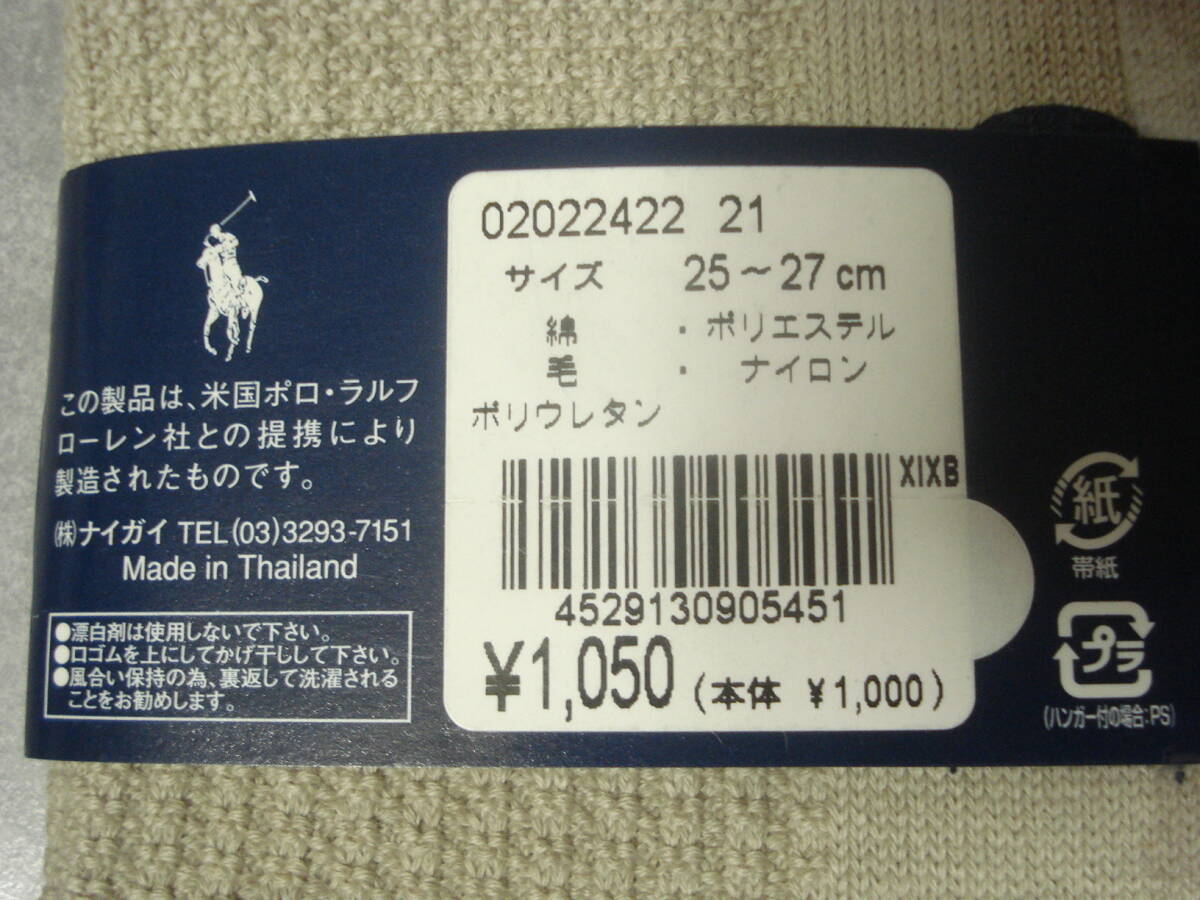 この製品は、米国ポロ・ラルフ
ローレン社との提携により
製造されたものです。
(株)ナイガイ TEL(03)3293-7151
Made in Thailand
●漂白剤は使用しないで下さい。
●口ゴムを上にしてかげ干しして下さい。
●風合い保持の為、裏返して洗濯される
ことをお勧めします。
02022422 21
サイズ 25～27cm
綿 ・ ポリエステル
毛 ・ ナイロン
ポリウレタン
XIXB
4529130905451
¥1,050 (本体 ¥1,000)
紙
帯紙
プラ
(ハンガー付の場合:PS)